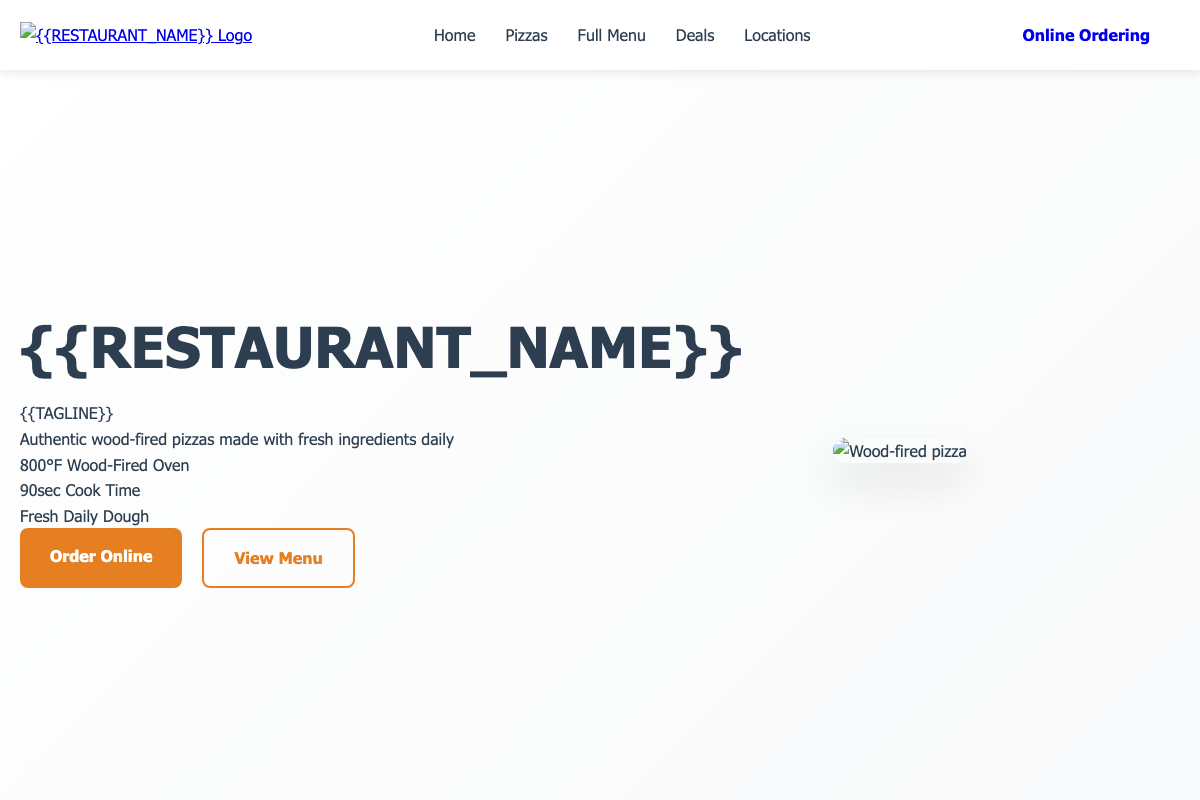 {{RESTAURANT_NAME}} Logo
Home
Pizzas
Full Menu
Deals
Locations
Online Ordering
{{RESTAURANT_NAME}}
{{TAGLINE}}
Authentic wood-fired pizzas made with fresh ingredients daily
800°F Wood-Fired Oven
90sec Cook Time
Fresh Daily Dough
Order Online
View Menu
Wood-fired pizza